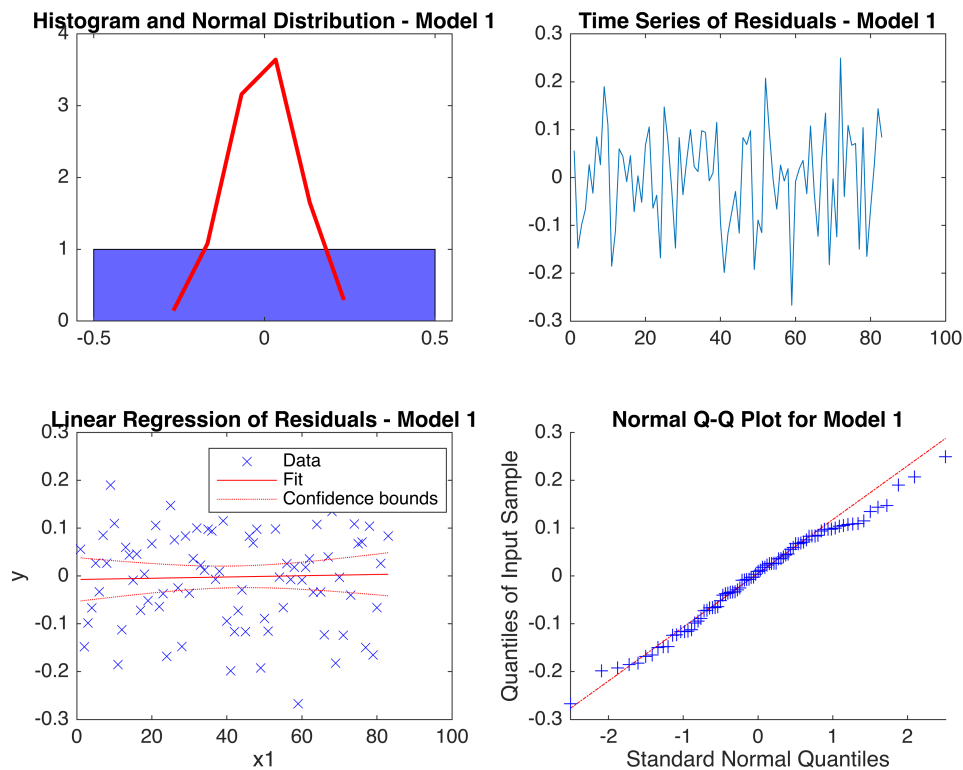 Histogram and Normal Distribution - Model 1
4
3
2
1
0
-0.5 0 0.5
Time Series of Residuals - Model 1
0.3
0.2
0.1
0
-0.1
-0.2
-0.3
0 20 40 60 80 100
Linear Regression of Residuals - Model 1
0.3
0.2
0.1
0
-0.1
-0.2
-0.3
y
Data
Fit
Confidence bounds
0 20 40 60 80 100
x1
Normal Q-Q Plot for Model 1
Quantiles of Input Sample
0.3
0.2
0.1
0
-0.1
-0.2
-0.3
-2 -1 0 1 2
Standard Normal Quantiles